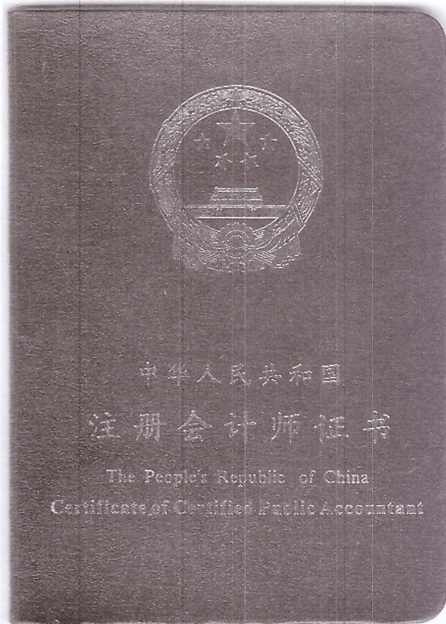 中华人民共和国
注册会计师证书
The People's Republic of China
Certificate of Certified Public Accountant